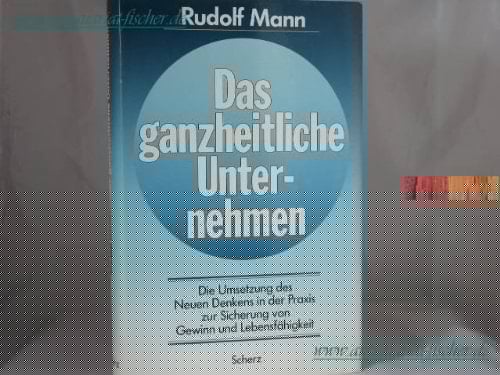 Rudolf Mann
Das
ganzheitliche
Unter-
nehmen
Die Umsetzung des
Neuen Denkens in der Praxis
zur Sicherung von
Gewinn und Lebensfähigkeit
Scherz